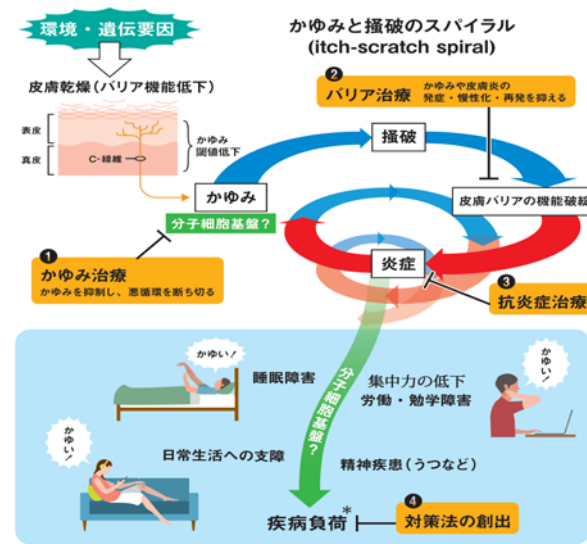 環境・遺伝要因
かゆみと掻破のスパイラル
(itch-scratch spiral)
皮膚乾燥(バリア機能低下)
表皮
真皮
C-線維
かゆみ
閾値低下
❷
バリア治療
かゆみや皮膚炎の
発症・慢性化・再発を抑える
掻破
かゆみ
分子細胞基盤?
皮膚バリアの機能破綻
炎症
❶
かゆみ治療
かゆみを抑制し、悪循環を断ち切る
❸
抗炎症治療
分子細胞基盤?
かゆい!
睡眠障害
集中力の低下
労働・勉学障害
かゆい!
かゆい!
日常生活への支障
精神疾患(うつなど)
疾病負荷*
❹
対策法の創出